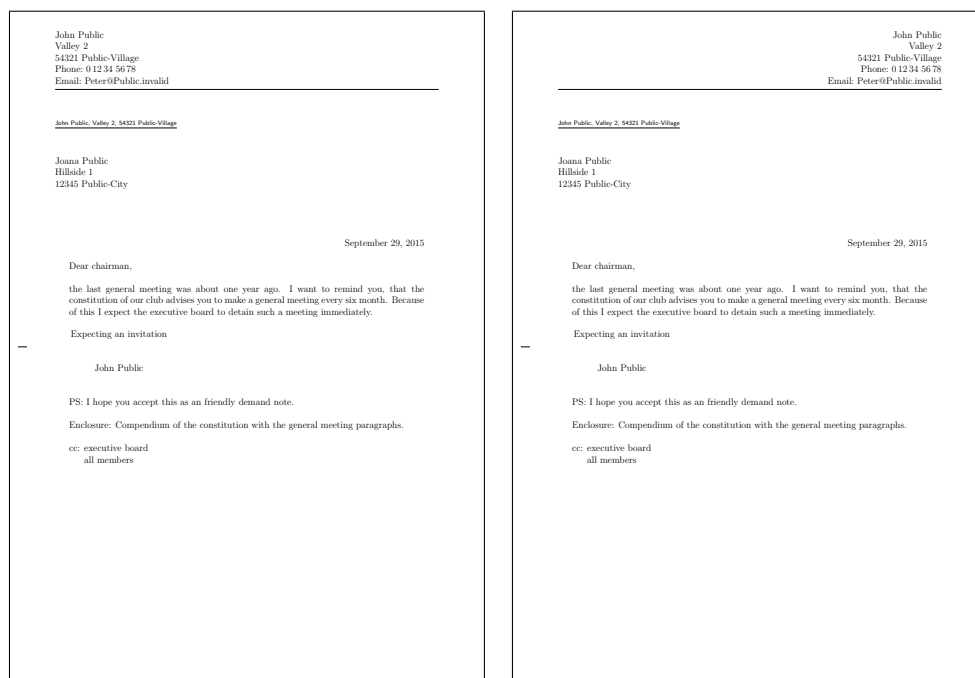 John Public
Valley 2
54321 Public-Village
Phone: 0 12 34 56 78
Email: Peter@Public.invalid
John Public, Valley 2, 54321 Public-Village
Joana Public
Hillside 1
12345 Public-City
September 29, 2015
Dear chairman,
the last general meeting was about one year ago. I want to remind you, that the
constitution of our club advises you to make a general meeting every six month. Because
of this I expect the executive board to detain such a meeting immediately.
Expecting an invitation
John Public
PS: I hope you accept this as an friendly demand note.
Enclosure: Compendium of the constitution with the general meeting paragraphs.
cc: executive board
all members
John Public
Valley 2
54321 Public-Village
Phone: 0 12 34 56 78
Email: Peter@Public.invalid
John Public, Valley 2, 54321 Public-Village
Joana Public
Hillside 1
12345 Public-City
September 29, 2015
Dear chairman,
the last general meeting was about one year ago. I want to remind you, that the
constitution of our club advises you to make a general meeting every six month. Because
of this I expect the executive board to detain such a meeting immediately.
Expecting an invitation
John Public
PS: I hope you accept this as an friendly demand note.
Enclosure: Compendium of the constitution with the general meeting paragraphs.
cc: executive board
all members